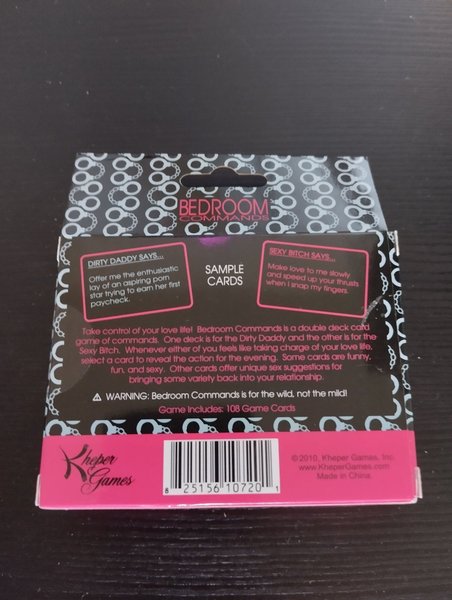 BEDROOM
COMMANDS
DIRTY DADDY SAYS...
Offer me the enthusiastic
lay of an aspiring porn
star trying to earn her first
paycheck.
SAMPLE
CARDS
SEXY BITCH SAYS...
Make love to me slowly
and speed up your thrusts
when I snap my fingers.
Take control of your love life! Bedroom Commands is a double deck card
game of commands. One deck is for the Dirty Daddy and the other is for the
Sexy Bitch. Whenever either of you feels like taking charge of your love life,
select a card to reveal the action for the evening. Some cards are funny,
fun, and sexy. Other cards offer unique sex suggestions for
bringing some variety back into your relationship.
⚠ WARNING: Bedroom Commands is for the wild, not the mild!
Game Includes: 108 Game Cards
Kheper
Games
8 25156 10720 1
©2010, Kheper Games, Inc.
www.KheperGames.com
Made in China.